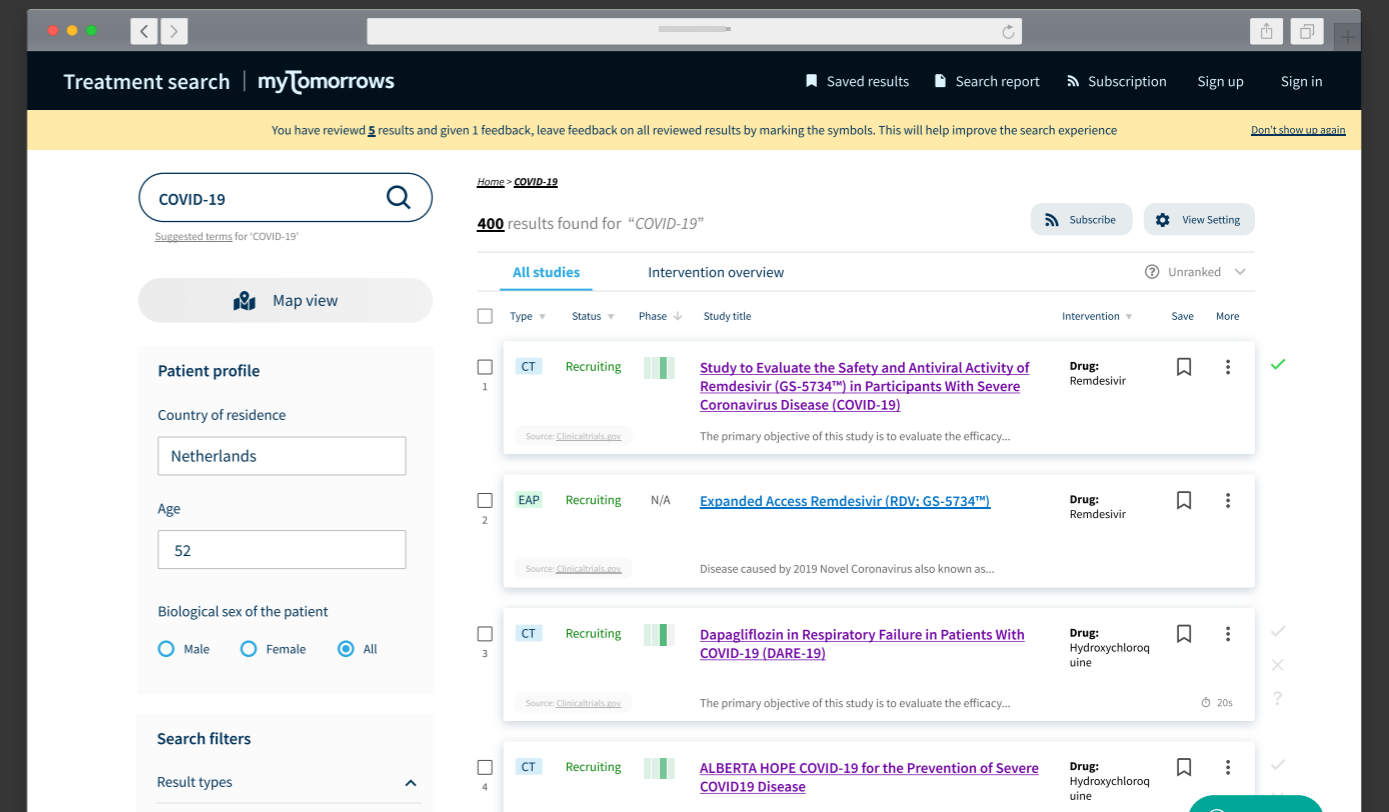 Treatment search | myTomorrows
Saved results
Search report
Subscription
Sign up
Sign in
You have reviewd 5 results and given 1 feedback, leave feedback on all reviewed results by marking the symbols. This will help improve the search experience
Don't show up again
COVID-19
Suggested terms for 'COVID-19'
Map view
Patient profile
Country of residence
Netherlands
Age
52
Biological sex of the patient
Male
Female
All
Search filters
Result types
Home > COVID-19
400 results found for "COVID-19"
Subscribe
View Setting
All studies
Intervention overview
Unranked
Type
Status
Phase
Study title
Intervention
Save
More
1
CT
Recruiting
Study to Evaluate the Safety and Antiviral Activity of
Remdesivir (GS-5734™) in Participants With Severe
Coronavirus Disease (COVID-19)
Drug:
Remdesivir
Source: Clinicaltrials.gov
The primary objective of this study is to evaluate the efficacy...
2
EAP
Recruiting
N/A
Expanded Access Remdesivir (RDV; GS-5734™)
Drug:
Remdesivir
Source: Clinicaltrials.gov
Disease caused by 2019 Novel Coronavirus also known as...
3
CT
Recruiting
Dapagliflozin in Respiratory Failure in Patients With
COVID-19 (DARE-19)
Drug:
Hydroxychloroq
uine
Source: Clinicaltrials.gov
The primary objective of this study is to evaluate the efficacy...
20s
4
CT
Recruiting
ALBERTA HOPE COVID-19 for the Prevention of Severe
COVID19 Disease
Drug:
Hydroxychloroq
uine